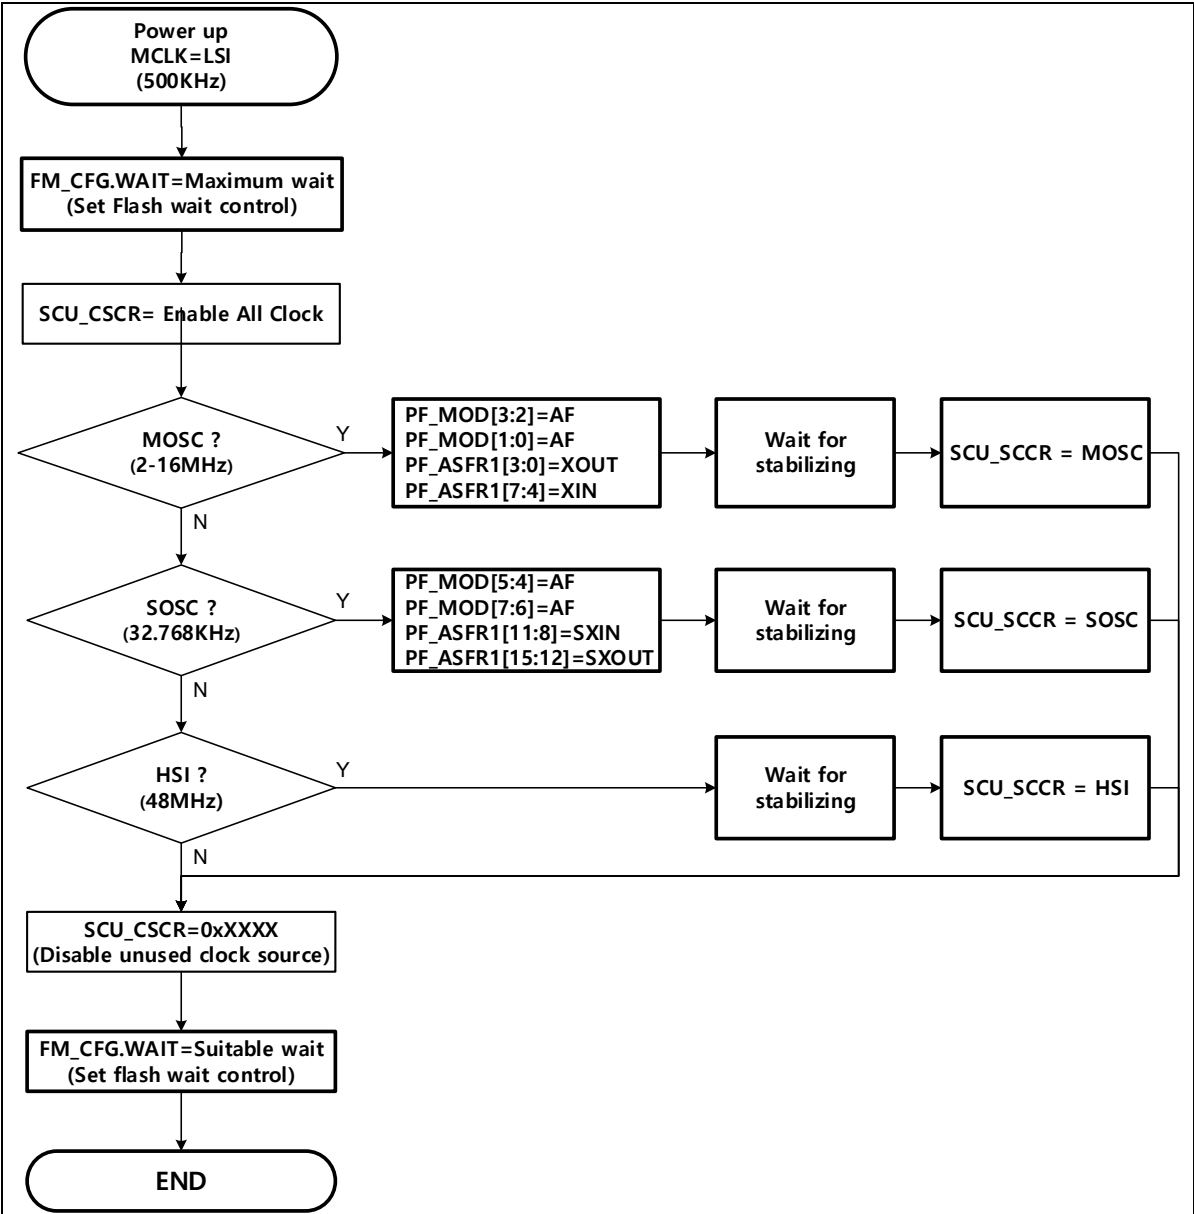 Power up
MCLK=LSI
(500KHz)
FM_CFG.WAIT=Maximum wait
(Set Flash wait control)
SCU_CSCR= Enable All Clock
MOSC ?
(2-16MHz)
Y
PF_MOD[3:2]=AF
PF_MOD[1:0]=AF
PF_ASFR1[3:0]=XOUT
PF_ASFR1[7:4]=XIN
Wait for
stabilizing
SCU_SCCR = MOSC
N
SOSC ?
(32.768KHz)
Y
PF_MOD[5:4]=AF
PF_MOD[7:6]=AF
PF_ASFR1[11:8]=SXIN
PF_ASFR1[15:12]=SXOUT
Wait for
stabilizing
SCU_SCCR = SOSC
N
HSI ?
(48MHz)
Y
Wait for
stabilizing
SCU_SCCR = HSI
N
SCU_CSCR=0xXXXX
(Disable unused clock source)
FM_CFG.WAIT=Suitable wait
(Set flash wait control)
END